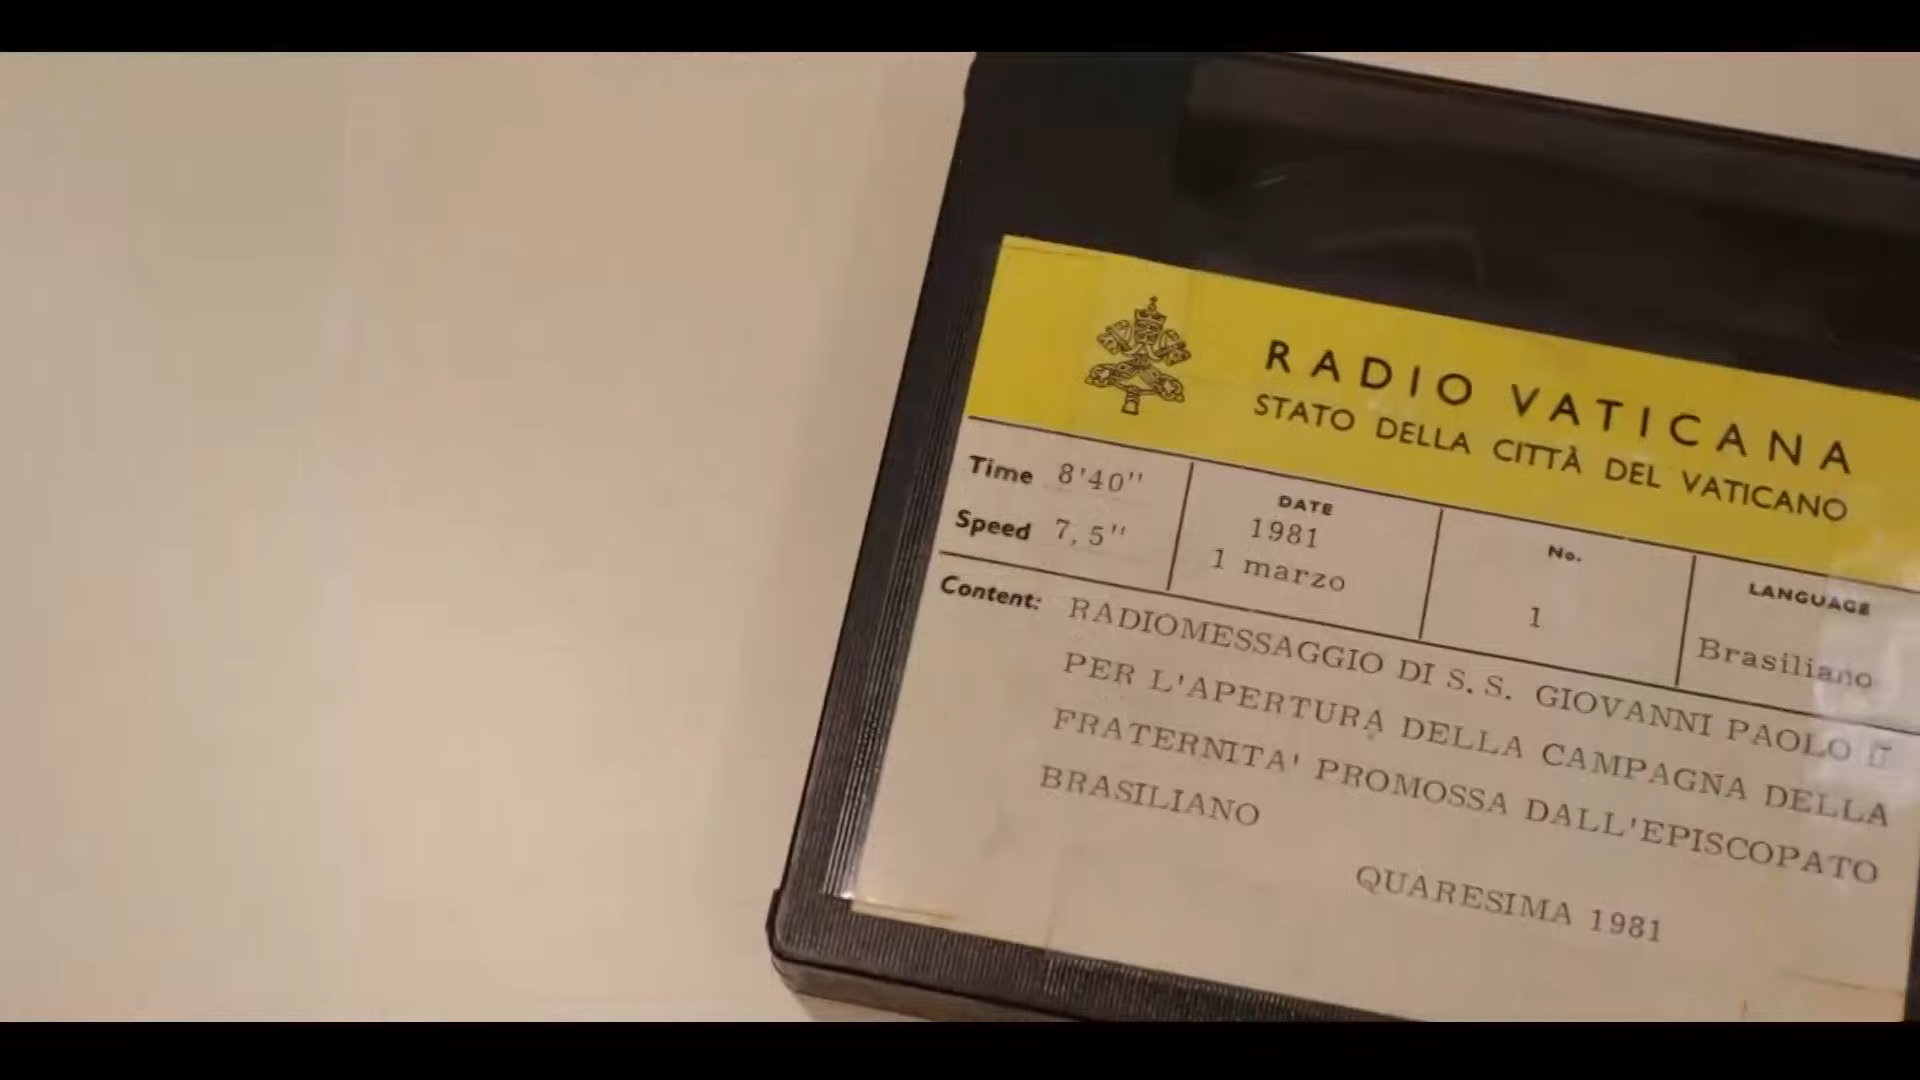 RADIO VATICANA
STATO DELLA CITTÀ DEL VATICANO
Time 8'40"
Speed 7,5"
DATE
1981
1 marzo
No.
1
LANGUAGE
Brasiliano
Content: RADIOMESSAGGIO DI S.S. GIOVANNI PAOLO II
PER L'APERTURA DELLA CAMPAGNA DELLA
FRATERNITA' PROMOSSA DALL'EPISCOPATO
BRASILIANO
QUARESIMA 1981